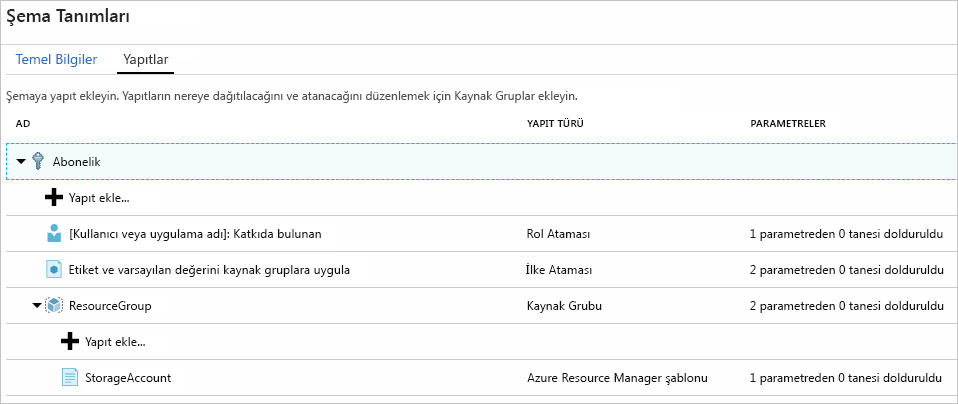 Şema Tanımları
Temel Bilgiler Yapıtlar
Şemaya yapıt ekleyin. Yapıtların nereye dağıtılacağını ve atanacağını düzenlemek için Kaynak Gruplar ekleyin.
AD YAPIT TÜRÜ PARAMETRELER
Abonelik
Yapıt ekle...
[Kullanıcı veya uygulama adı]: Katkıda bulunan Rol Ataması 1 parametreden 0 tanesi dolduruldu
Etiket ve varsayılan değerini kaynak gruplara uygula İlke Ataması 2 parametreden 0 tanesi dolduruldu
ResourceGroup Kaynak Grubu 2 parametreden 0 tanesi dolduruldu
Yapıt ekle...
StorageAccount Azure Resource Manager şablonu 1 parametreden 0 tanesi dolduruldu